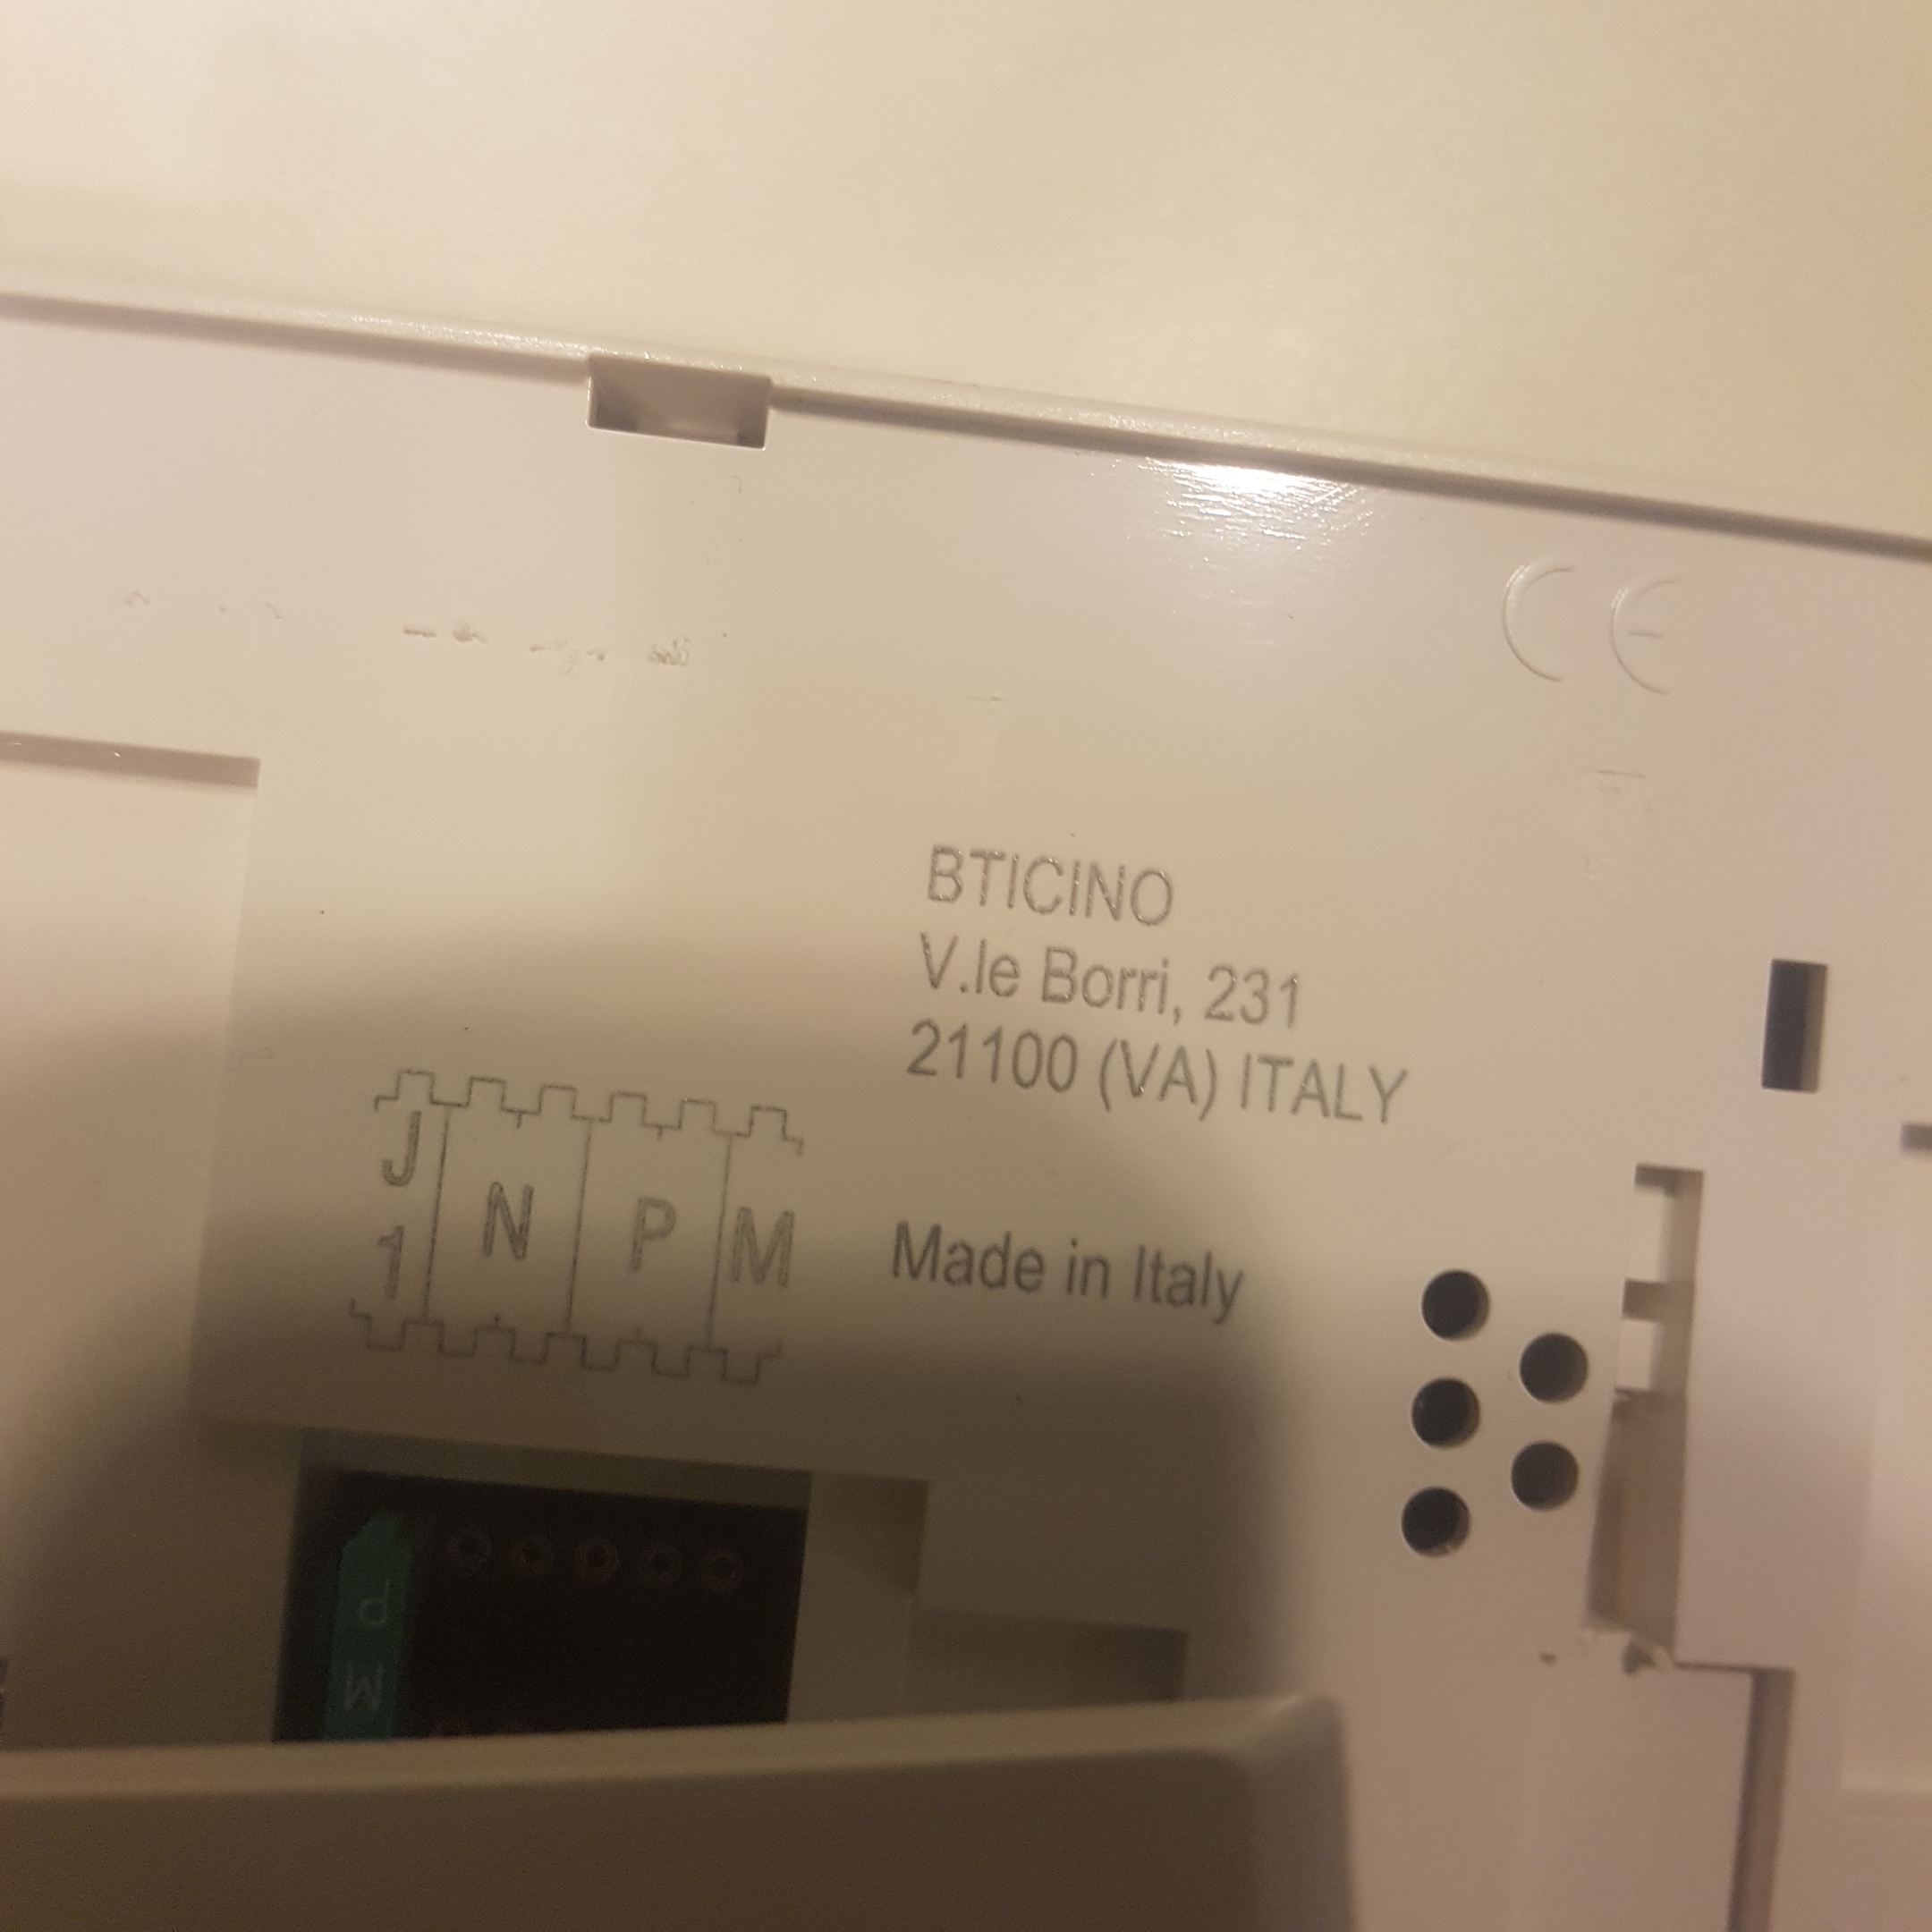 CE
BTICINO
V.le Borri, 231
21100 (VA) ITALY
J N P M
1
Made in Italy
P
M